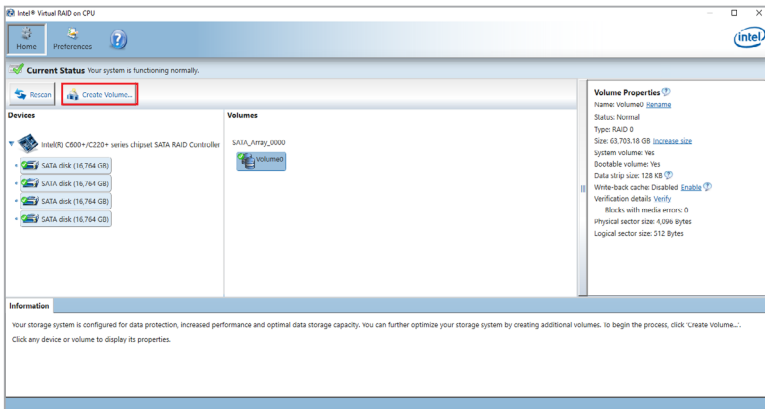 Intel® Virtual RAID on CPU
Home
Preferences
intel
Current Status Your system is functioning normally.
Rescan
Create Volume...
Devices
Intel(R) C600+/C220+ series chipset SATA RAID Controller
SATA disk (16,764 GB)
SATA disk (16,764 GB)
SATA disk (16,764 GB)
SATA disk (16,764 GB)
Volumes
SATA_Array_0000
Volume0
Volume Properties
Name: Volume0 Rename
Status: Normal
Type: RAID 0
Size: 63,703.18 GB Increase size
System volume: Yes
Bootable volume: Yes
Data strip size: 128 KB
Write-back cache: Disabled Enable
Verification details Verify
Blocks with media errors: 0
Physical sector size: 4,096 Bytes
Logical sector size: 512 Bytes
Information
Your storage system is configured for data protection, increased performance and optimal data storage capacity. You can further optimize your storage system by creating additional volumes. To begin the process, click 'Create Volume...'.
Click any device or volume to display its properties.